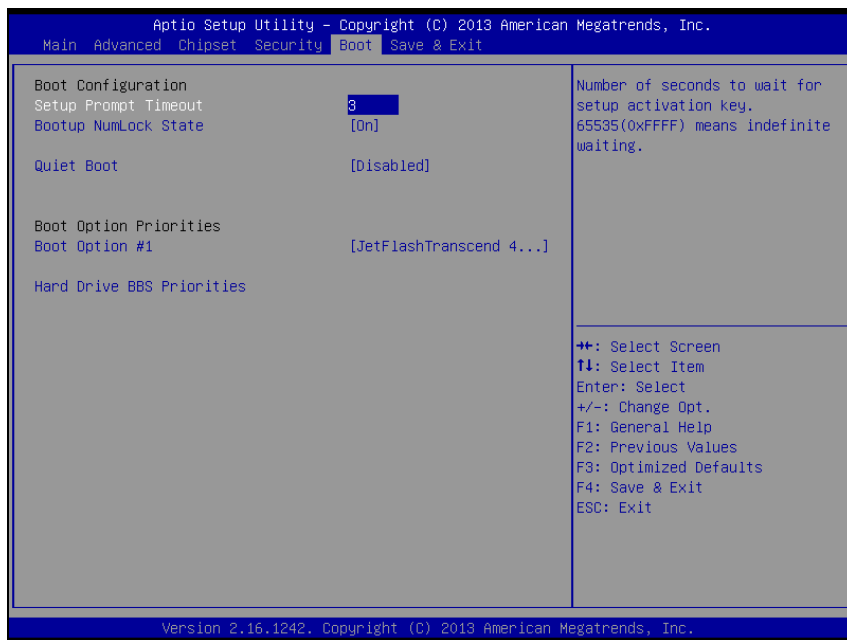 Aptio Setup Utility – Copyright (C) 2013 American Megatrends, Inc.
Main Advanced Chipset Security Boot Save & Exit
Boot Configuration
Setup Prompt Timeout 3
Bootup NumLock State [On]
Quiet Boot [Disabled]
Boot Option Priorities
Boot Option #1 [JetFlashTranscend 4...]
Hard Drive BBS Priorities
Number of seconds to wait for
setup activation key.
65535(0xFFFF) means indefinite
waiting.
→←: Select Screen
↑↓: Select Item
Enter: Select
+/-: Change Opt.
F1: General Help
F2: Previous Values
F3: Optimized Defaults
F4: Save & Exit
ESC: Exit
Version 2.16.1242. Copyright (C) 2013 American Megatrends, Inc.